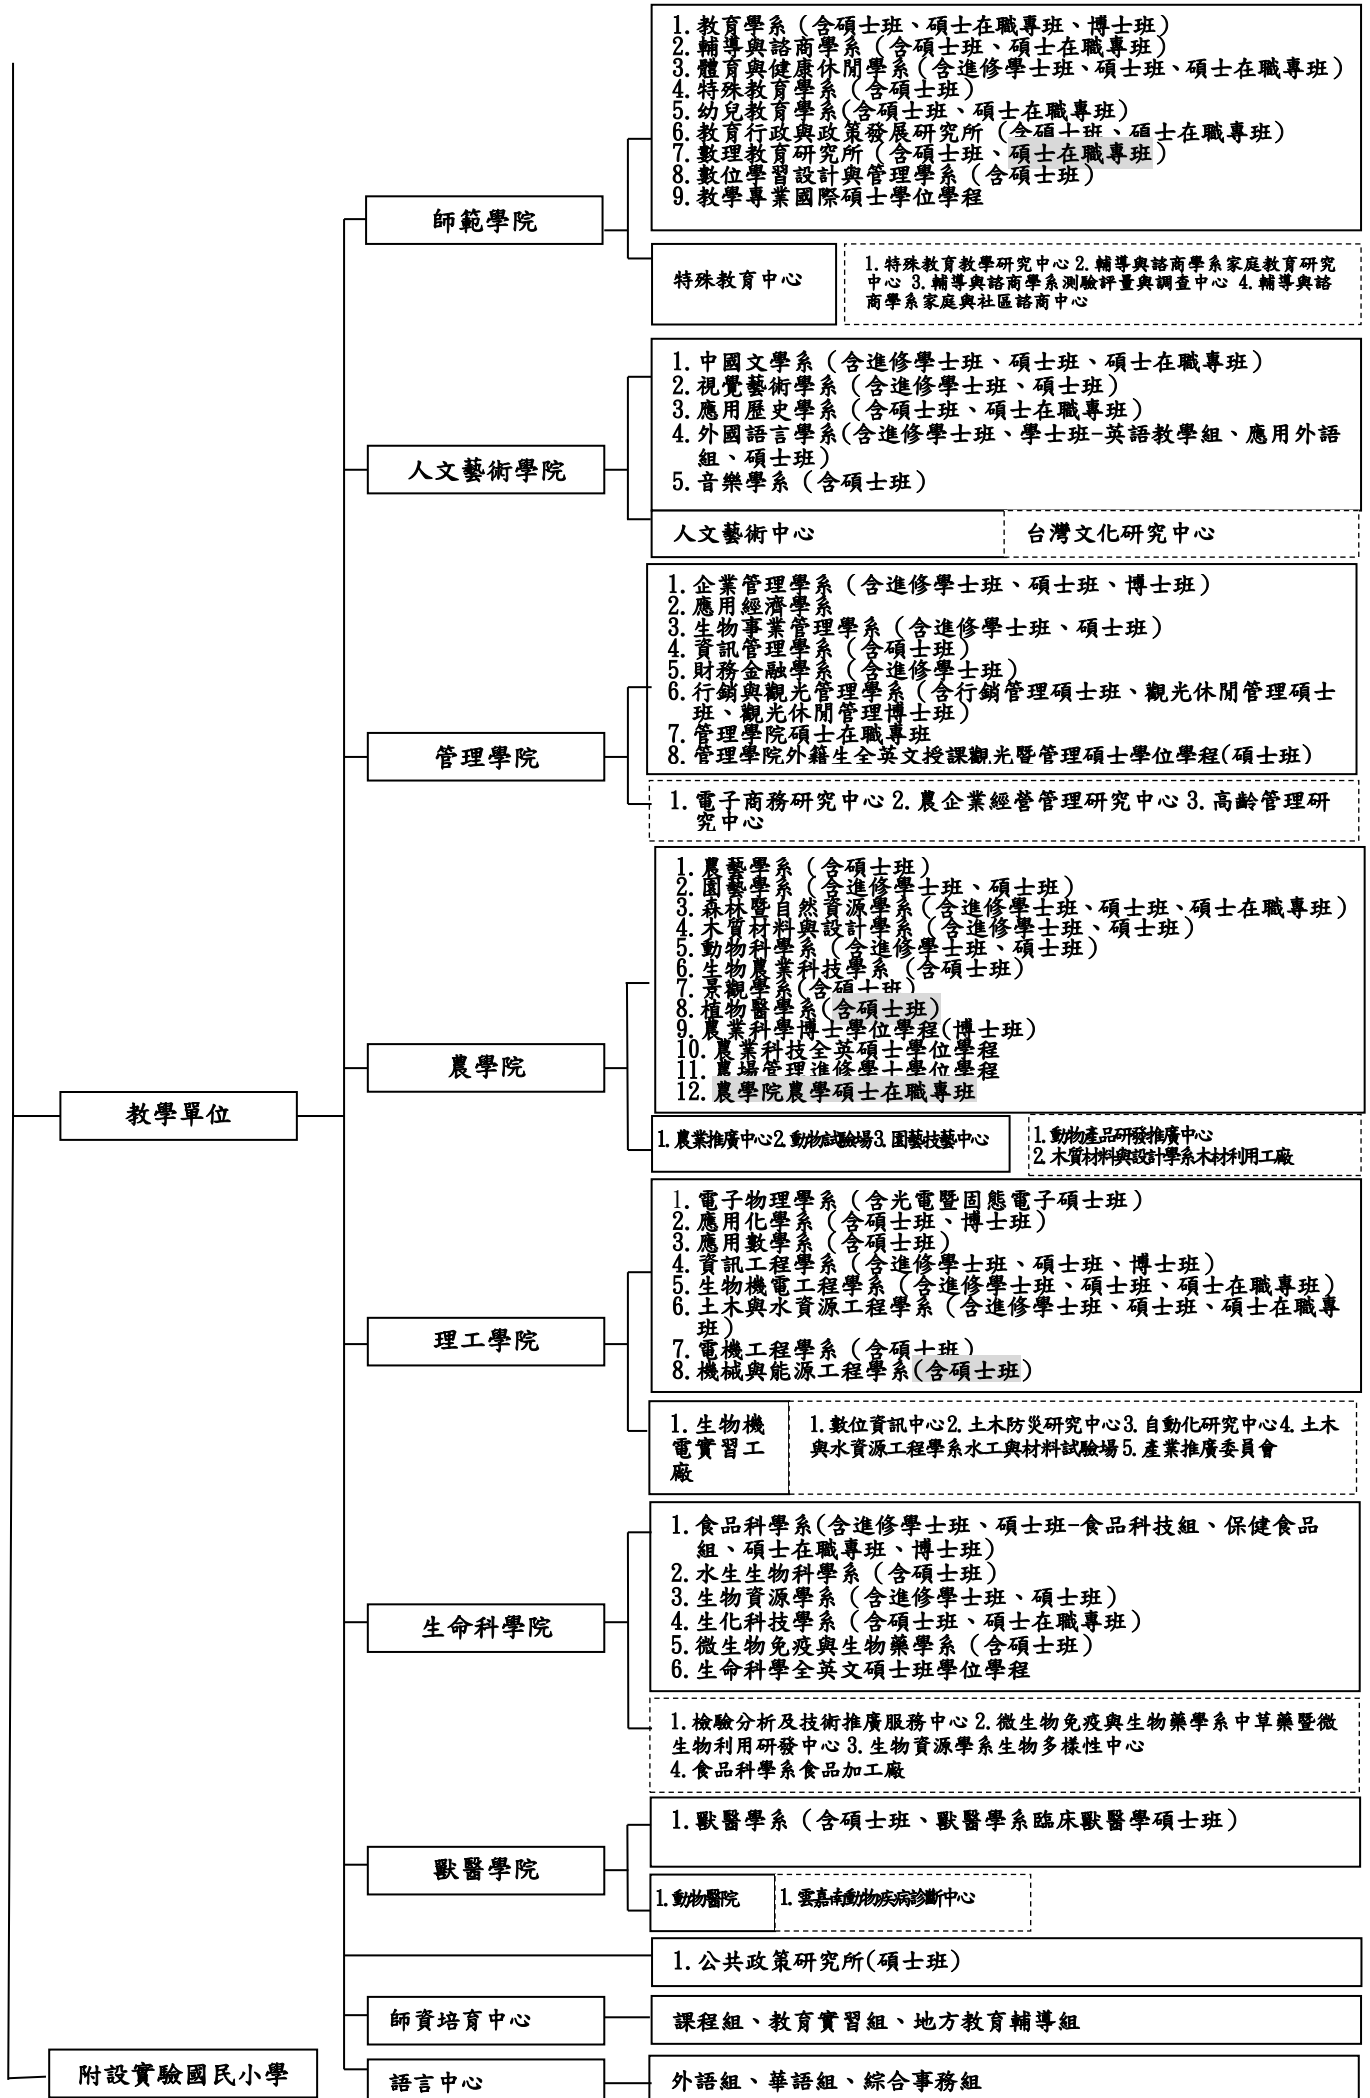 1.教育學系（含碩士班、碩士在職專班、博士班）
2.輔導與諮商學系（含碩士班、碩士在職專班）
3.體育與健康休閒學系（含進修學士班、碩士班、碩士在職專班）
4.特殊教育學系（含碩士班）
5.幼兒教育學系(含碩士班、碩士在職專班）
6.教育行政與政策發展研究所（含碩士班、碩士在職專班）
7.數理教育研究所（含碩士班、碩士在職專班）
8.數位學習設計與管理學系（含碩士班）
9.教學專業國際碩士學位學程
師範學院
特殊教育中心
1.特殊教育教學研究中心 2.輔導與諮商學系家庭教育研究
中心 3.輔導與諮商學系測驗評量與調查中心 4.輔導與諮
商學系家庭與社區諮商中心
1.中國文學系（含進修學士班、碩士班、碩士在職專班）
2.視覺藝術學系（含進修學士班、碩士班）
3.應用歷史學系（含碩士班、碩士在職專班）
4.外國語言學系(含進修學士班、學士班-英語教學組、應用外語
組、碩士班）
5.音樂學系（含碩士班）
人文藝術學院
人文藝術中心
台灣文化研究中心
1.企業管理學系（含進修學士班、碩士班、博士班）
2.應用經濟學系
3.生物事業管理學系（含進修學士班、碩士班）
4.資訊管理學系（含碩士班）
5.財務金融學系（含進修學士班）
6.行銷與觀光管理學系（含行銷管理碩士班、觀光休閒管理碩士
班、觀光休閒管理博士班）
7.管理學院碩士在職專班
8.管理學院外籍生全英文授課觀光暨管理碩士學位學程(碩士班)
管理學院
1.電子商務研究中心 2.農企業經營管理研究中心 3.高齡管理研
究中心
1.農藝學系（含碩士班）
2.園藝學系（含進修學士班、碩士班）
3.森林暨自然資源學系（含進修學士班、碩士班、碩士在職專班）
4.木質材料與設計學系（含進修學士班、碩士班）
5.動物科學系（含進修學士班、碩士班）
6.生物農業科技學系（含碩士班）
7.景觀學系(含碩士班)
8.植物醫學系(含碩士班)
9.農業科學博士學位學程(博士班)
10.農業科技全英碩士學位學程
11.農場管理進修學士學位學程
12.農學院農學碩士在職專班
農學院
教學單位
1.農業推廣中心2.動物試驗場3.園藝技藝中心
1.動物產品研發推廣中心
2.木質材料與設計學系木材利用工廠
1.電子物理學系（含光電暨固態電子碩士班）
2.應用化學系（含碩士班、博士班）
3.應用數學系（含碩士班）
4.資訊工程學系（含進修學士班、碩士班、博士班）
5.生物機電工程學系（含進修學士班、碩士班、碩士在職專班）
6.土木與水資源工程學系（含進修學士班、碩士班、碩士在職專
班）
7.電機工程學系（含碩士班）
8.機械與能源工程學系(含碩士班)
理工學院
1.生物機
電實習工
廠
1.數位資訊中心2.土木防災研究中心3.自動化研究中心4.土木
與水資源工程學系水工與材料試驗場5.產業推廣委員會
1.食品科學系(含進修學士班、碩士班-食品科技組、保健食品
組、碩士在職專班、博士班）
2.水生生物科學系（含碩士班）
3.生物資源學系（含進修學士班、碩士班）
4.生化科技學系（含碩士班、碩士在職專班）
5.微生物免疫與生物藥學系（含碩士班）
6.生命科學全英文碩士班學位學程
生命科學院
1.檢驗分析及技術推廣服務中心 2.微生物免疫與生物藥學系中草藥暨微
生物利用研發中心 3.生物資源學系生物多樣性中心
4.食品科學系食品加工廠
1.獸醫學系（含碩士班、獸醫學系臨床獸醫學碩士班）
獸醫學院
1.動物醫院
1.雲嘉南動物疾病診斷中心
1.公共政策研究所(碩士班)
師資培育中心
課程組、教育實習組、地方教育輔導組
附設實驗國民小學
語言中心
外語組、華語組、綜合事務組